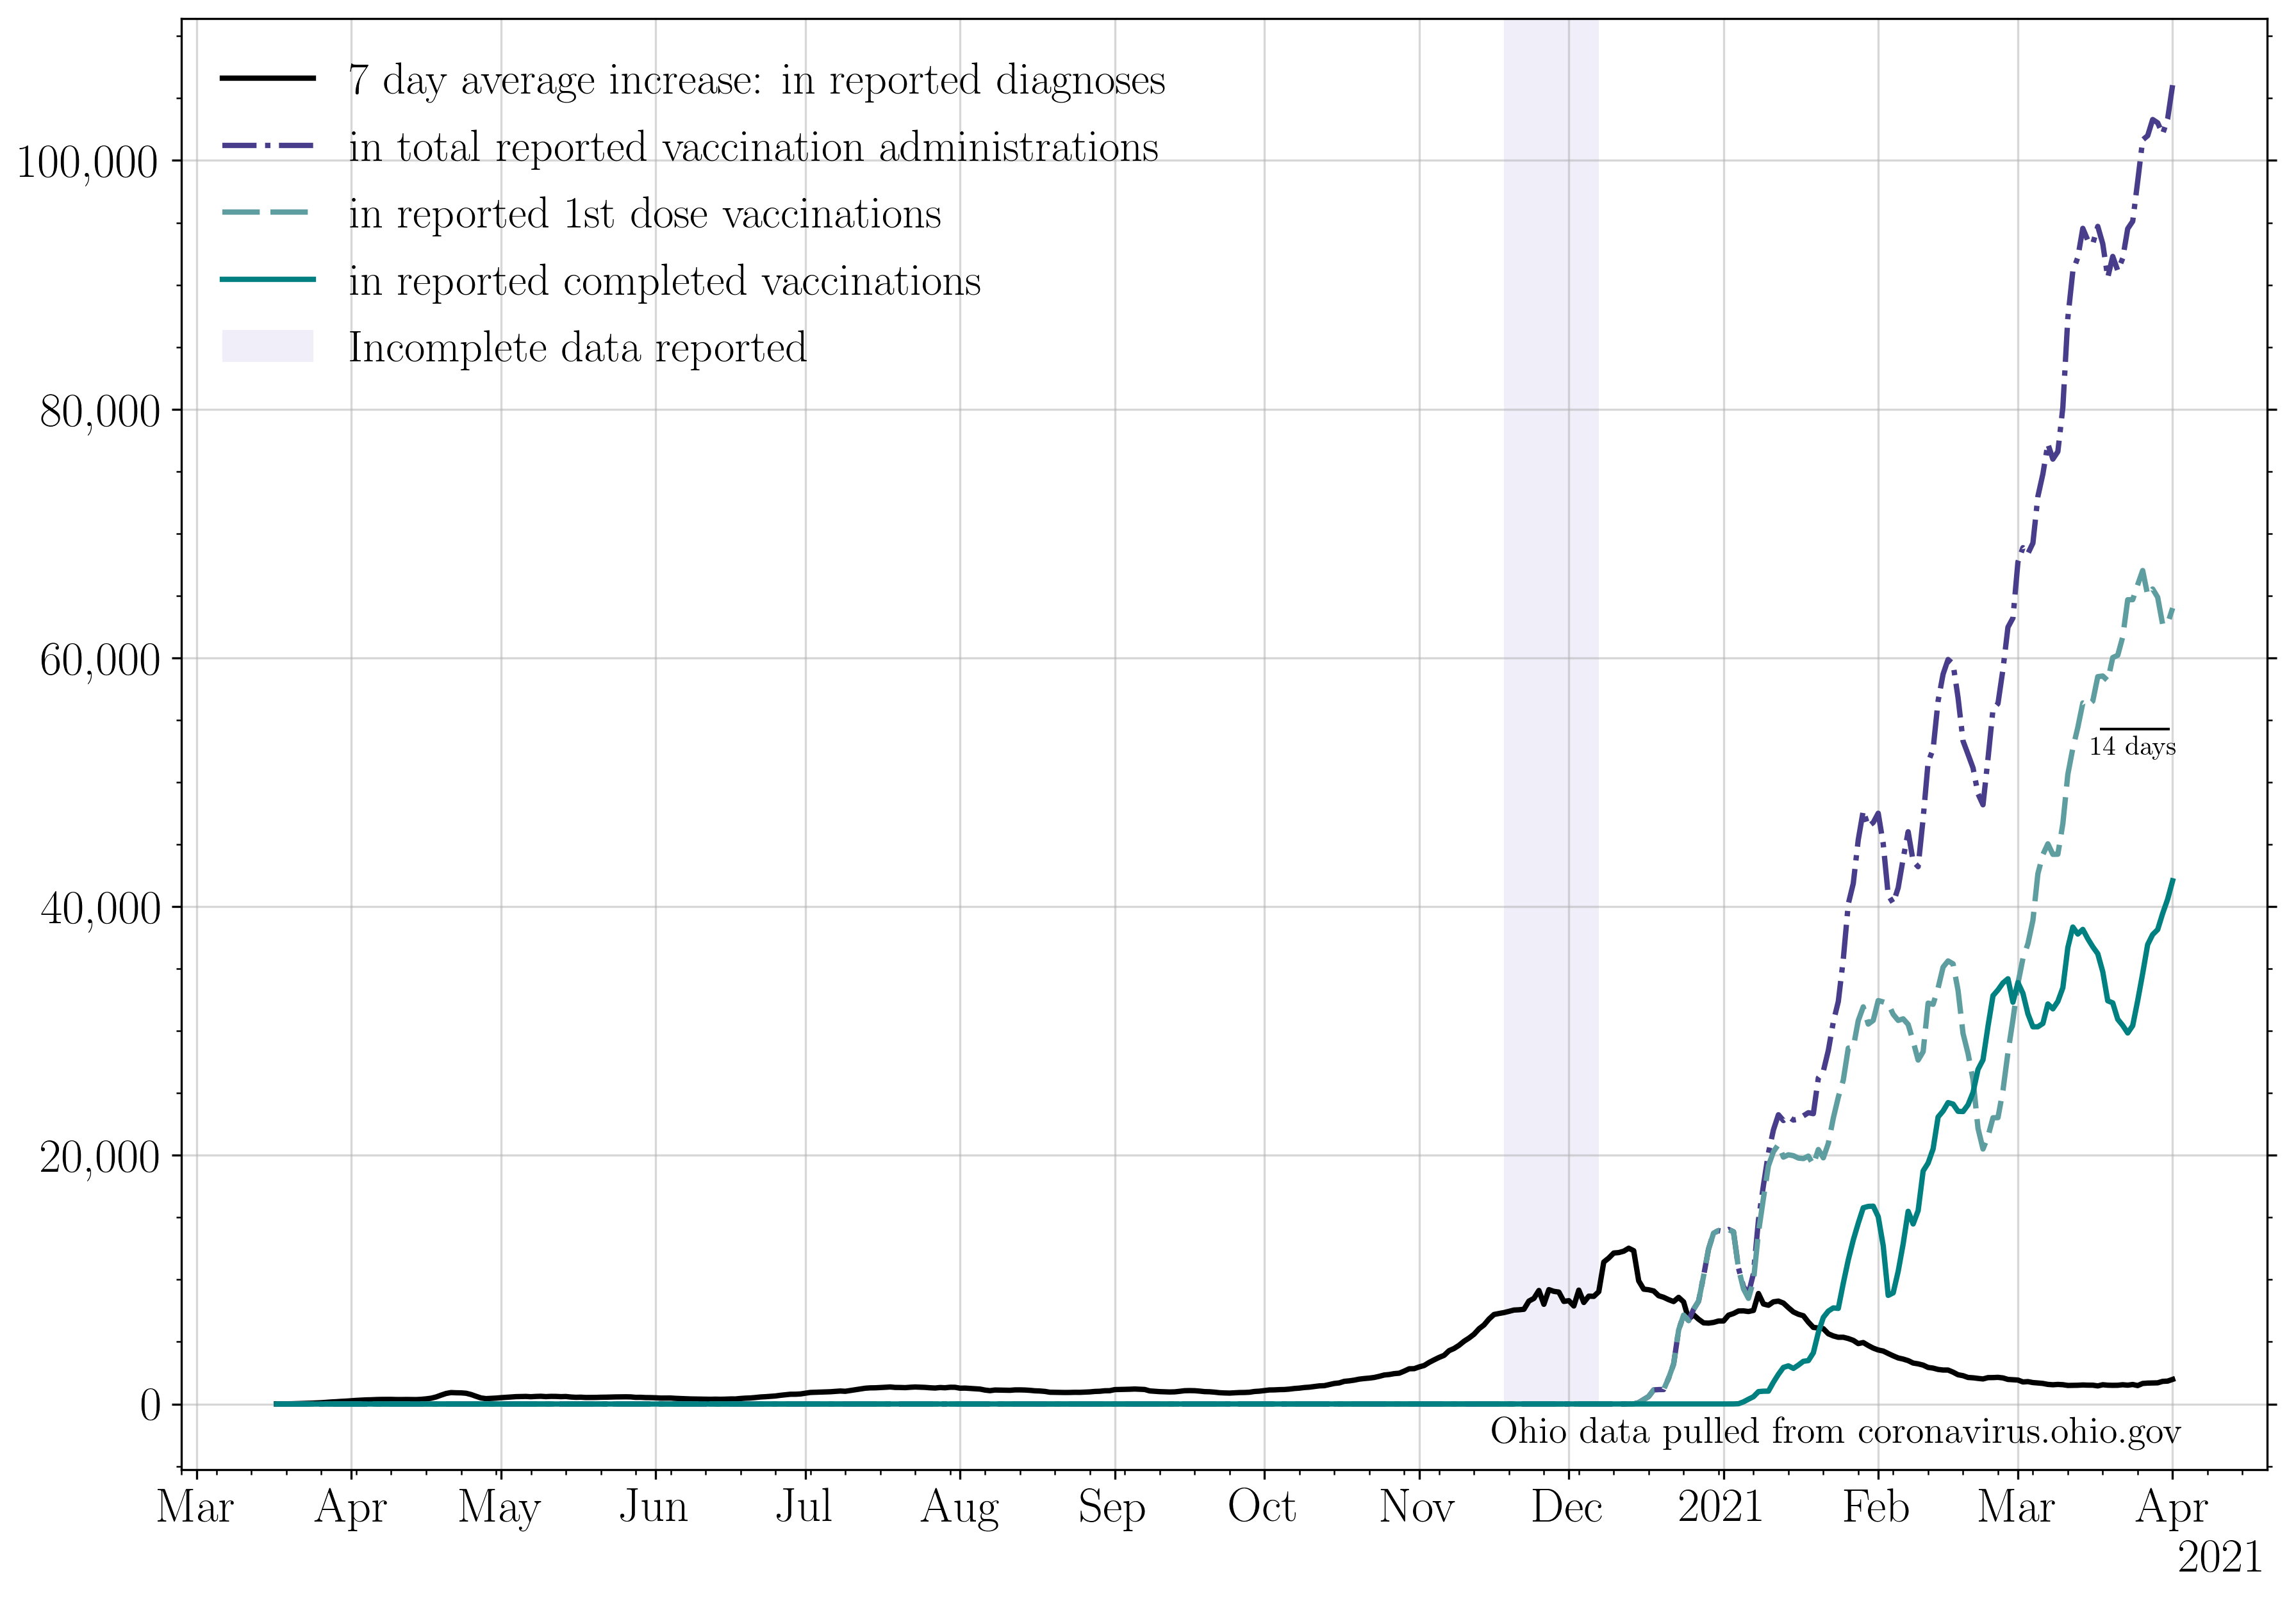 7 day average increase: in reported diagnoses
in total reported vaccination administrations
in reported 1st dose vaccinations
in reported completed vaccinations
Incomplete data reported
100,000
80,000
60,000
40,000
20,000
0
14 days
Ohio data pulled from coronavirus.ohio.gov
Mar Apr May Jun Jul Aug Sep Oct Nov Dec 2021 Feb Mar Apr
2021